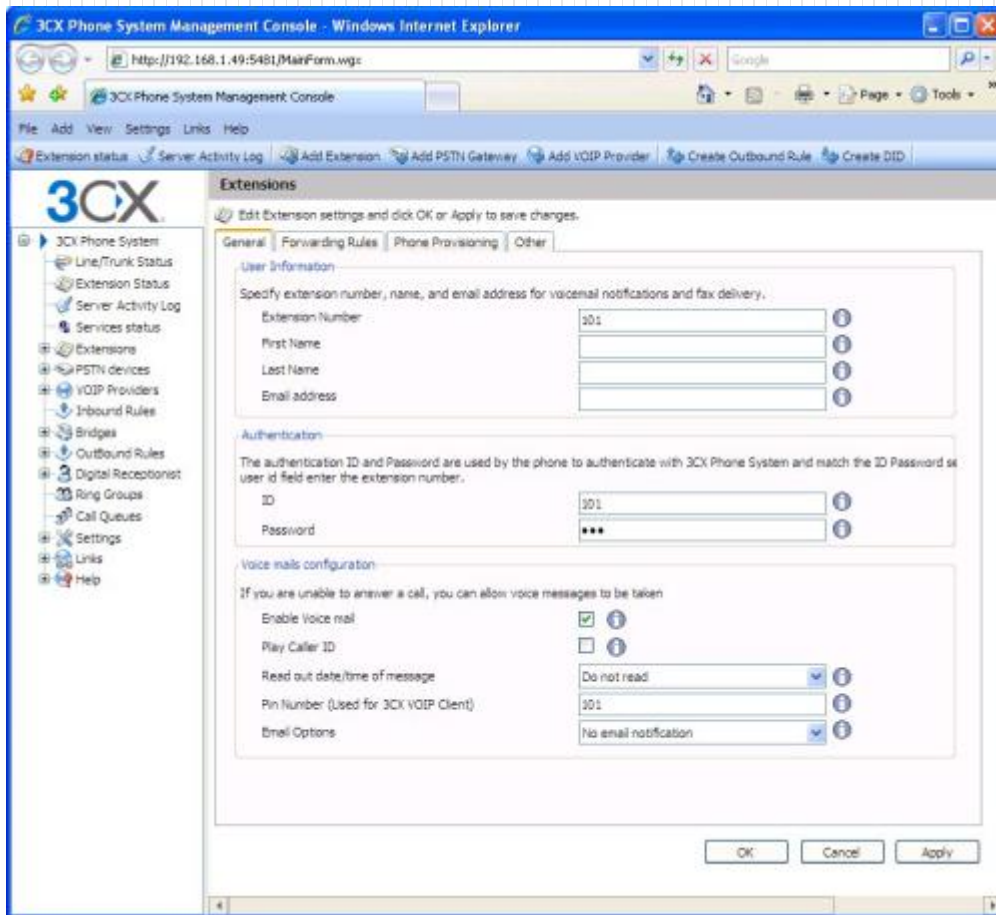 3CX Phone System Management Console - Windows Internet Explorer
http://192.168.1.49:5481/MainForm.wgx
Google
3CX Phone System Management Console
Page
Tools
File Add View Settings Links Help
Extension status Server Activity Log Add Extension Add PSTN Gateway Add VOIP Provider Create Outbound Rule Create DID
3CX
3CX Phone System
Line/Trunk Status
Extension Status
Server Activity Log
Services status
Extensions
PSTN devices
VOIP Providers
Inbound Rules
Bridges
OutBound Rules
Digital Receptionist
Ring Groups
Call Queues
Settings
Links
Help
Extensions
Edit Extension settings and click OK or Apply to save changes.
General Forwarding Rules Phone Provisioning Other
User Information
Specify extension number, name, and email address for voicemail notifications and fax delivery.
Extension Number 101
First Name
Last Name
Email address
Authentication
The authentication ID and Password are used by the phone to authenticate with 3CX Phone System and match the ID Password se
user id field enter the extension number.
ID 101
Password •••
Voice mails configuration
If you are unable to answer a call, you can allow voice messages to be taken
Enable Voice mail
Play Caller ID
Read out date/time of message Do not read
Pin Number (Used for 3CX VOIP Client) 101
Email Options No email notification
OK Cancel Apply